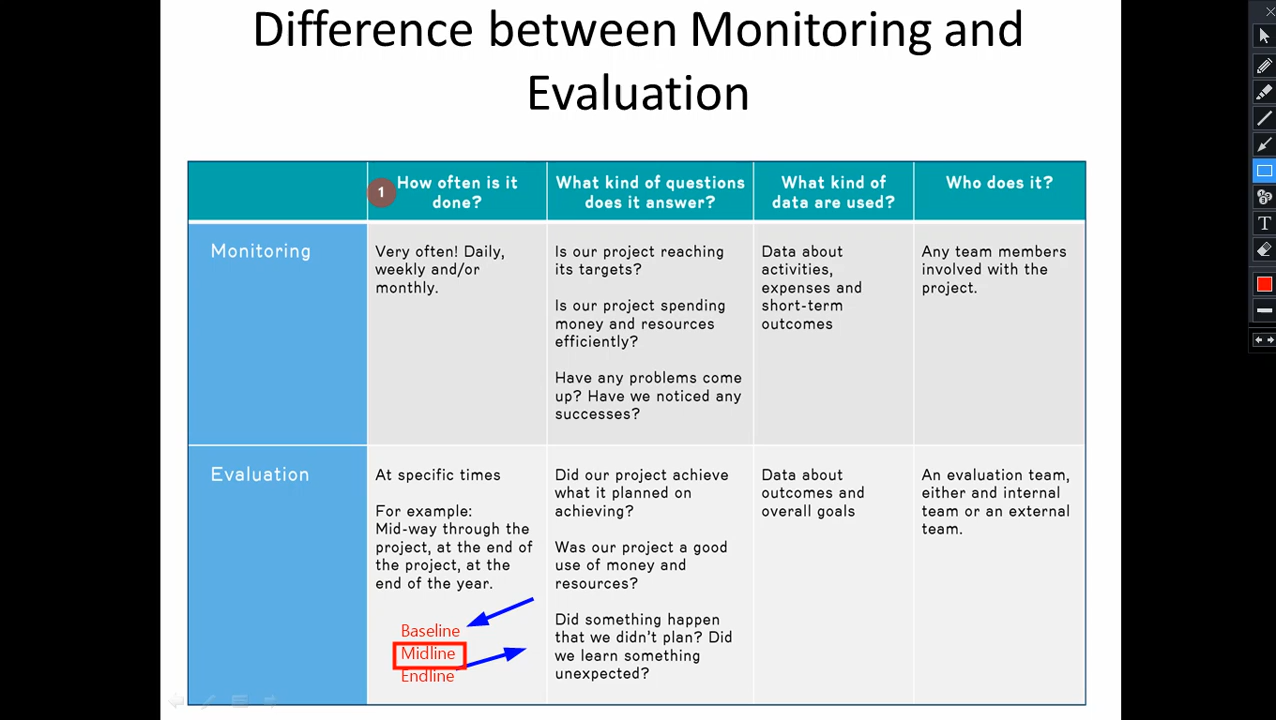 Difference between Monitoring and
Evaluation
1
How often is it
done?
What kind of questions
does it answer?
What kind of
data are used?
Who does it?
Monitoring
Very often! Daily,
weekly and/or
monthly.
Is our project reaching
its targets?
Is our project spending
money and resources
efficiently?
Have any problems come
up? Have we noticed any
successes?
Data about
activities,
expenses and
short-term
outcomes
Any team members
involved with the
project.
Evaluation
At specific times
For example:
Mid-way through the
project, at the end of
the project, at the
end of the year.
Baseline
Midline
Endline
Did our project achieve
what it planned on
achieving?
Was our project a good
use of money and
resources?
Did something happen
that we didn't plan? Did
we learn something
unexpected?
Data about
outcomes and
overall goals
An evaluation team,
either and internal
team or an external
team.
T